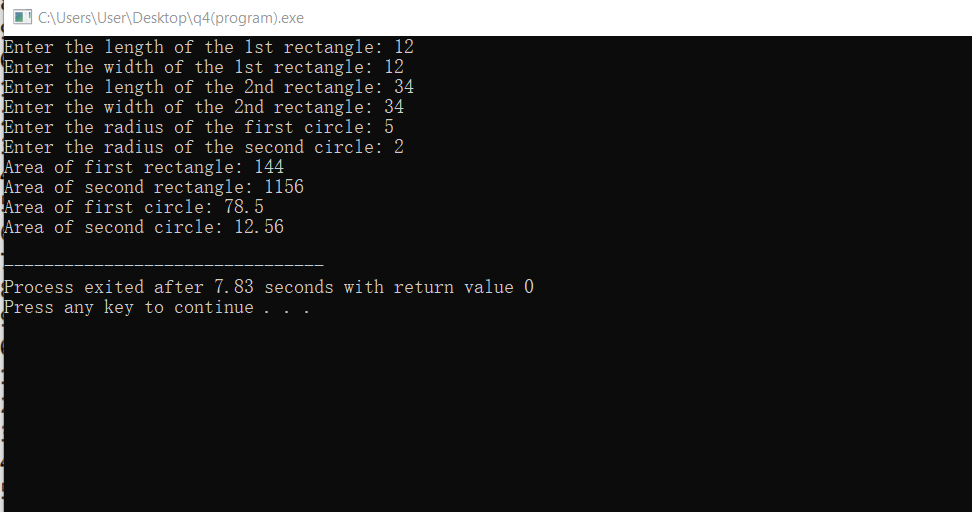 C:\Users\User\Desktop\q4(program).exe
Enter the length of the 1st rectangle: 12
Enter the width of the 1st rectangle: 12
Enter the length of the 2nd rectangle: 34
Enter the width of the 2nd rectangle: 34
Enter the radius of the first circle: 5
Enter the radius of the second circle: 2
Area of first rectangle: 144
Area of second rectangle: 1156
Area of first circle: 78.5
Area of second circle: 12.56
--------------------------------
Process exited after 7.83 seconds with return value 0
Press any key to continue . . .